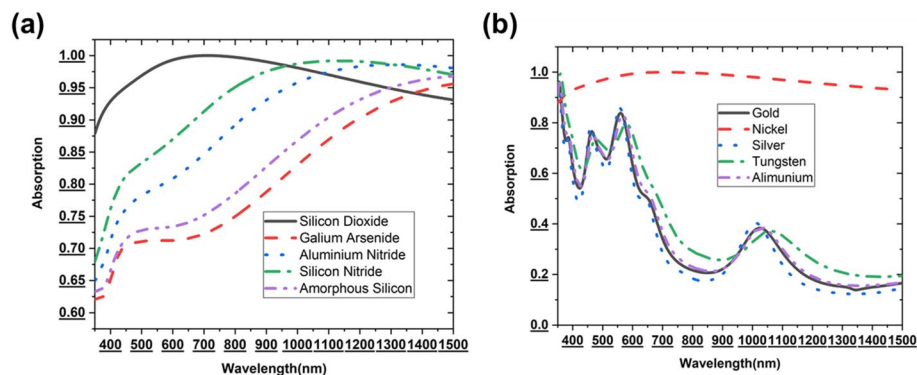 (a)
1.00
0.95
0.90
0.85
0.80
0.75
0.70
0.65
0.60
Absorption
Silicon Dioxide
Galium Arsenide
Aluminium Nitride
Silicon Nitride
Amorphous Silicon
400 500 600 700 800 900 1000 1100 1200 1300 1400 1500
Wavelength(nm)
(b)
1.0
0.8
0.6
0.4
0.2
0.0
Absorption
Gold
Nickel
Silver
Tungsten
Alimunium
400 500 600 700 800 900 1000 1100 1200 1300 1400 1500
Wavelength(nm)